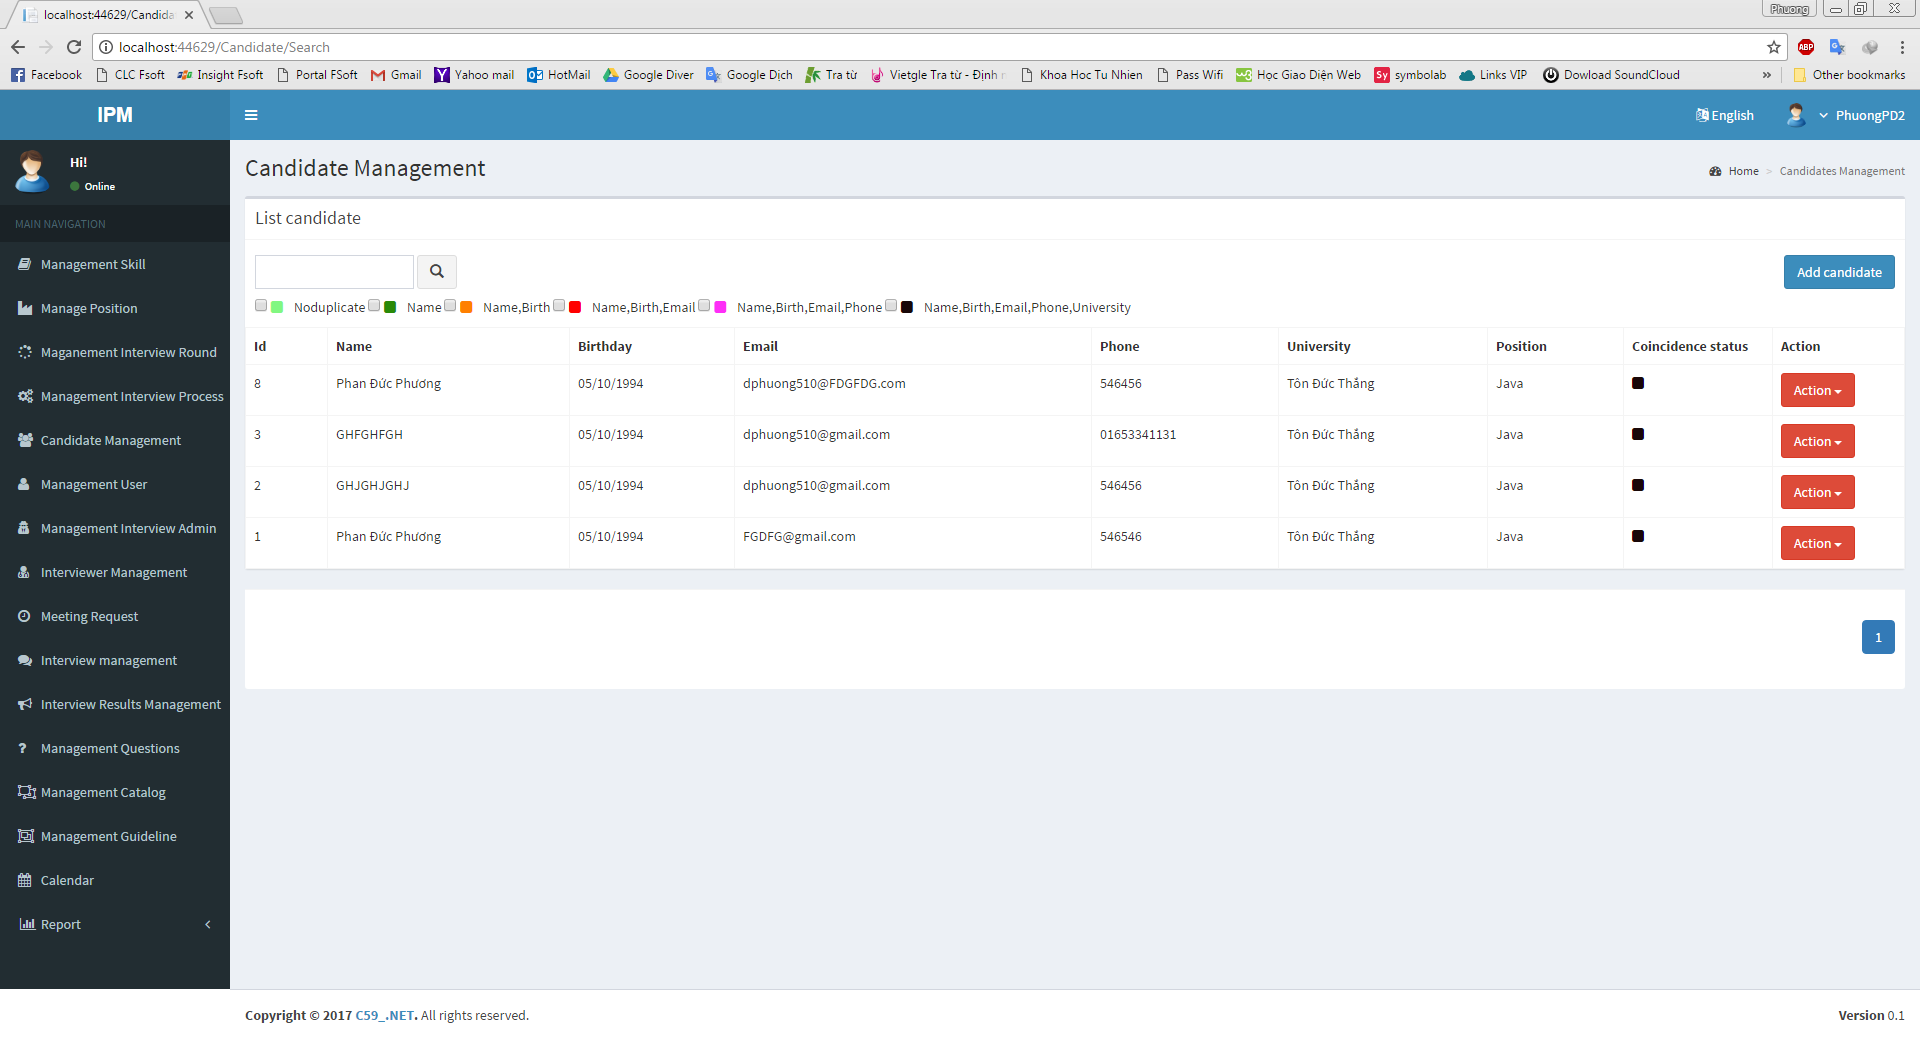 localhost:44629/Candida
Phuong
localhost:44629/Candidate/Search
Facebook CLC Fsoft Insight Fsoft Portal FSoft Gmail Yahoo mail HotMail Google Diver Google Dịch Tra từ Vietgle Tra từ - Định n Khoa Hoc Tu Nhien Pass Wifi Học Giao Diện Web symbolab Links VIP Dowload SoundCloud » Other bookmarks
IPM English PhuongPD2
Hi!
Online
MAIN NAVIGATION
Management Skill
Manage Position
Maganement Interview Round
Management Interview Process
Candidate Management
Management User
Management Interview Admin
Interviewer Management
Meeting Request
Interview management
Interview Results Management
Management Questions
Management Catalog
Management Guideline
Calendar
Report
Candidate Management
Home > Candidates Management
List candidate
Add candidate
Noduplicate Name Name,Birth Name,Birth,Email Name,Birth,Email,Phone Name,Birth,Email,Phone,University
Id Name Birthday Email Phone University Position Coincidence status Action
8 Phan Đức Phương 05/10/1994 dphuong510@FDGFDG.com 546456 Tôn Đức Thắng Java Action
3 GHFGHFGH 05/10/1994 dphuong510@gmail.com 01653341131 Tôn Đức Thắng Java Action
2 GHJGHJGHJ 05/10/1994 dphuong510@gmail.com 546456 Tôn Đức Thắng Java Action
1 Phan Đức Phương 05/10/1994 FGDFG@gmail.com 546546 Tôn Đức Thắng Java Action
1
Copyright © 2017 C59_.NET. All rights reserved.
Version 0.1